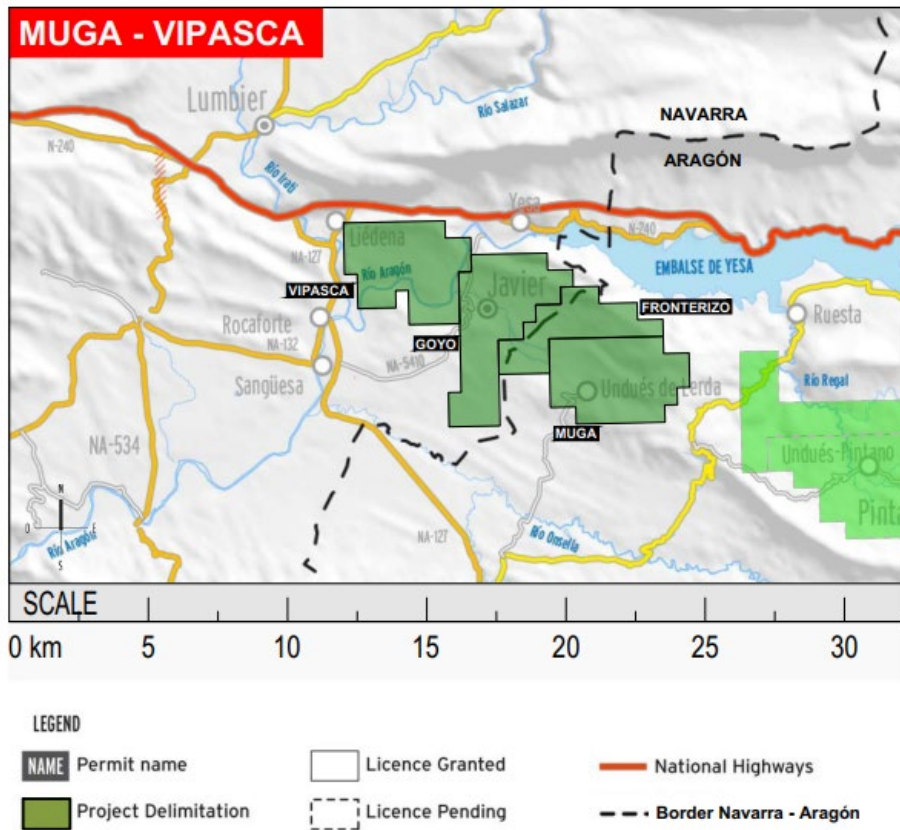 MUGA - VIPASCA
Lumbier
Río Salazar
NAVARRA
ARAGÓN
N-240
Río Irati
Yesa
N-240
Liédena
NA-127
Río Aragón
EMBALSE DE YESA
VIPASCA
Javier
FRONTERIZO
Rocaforte
GOYO
Ruesta
NA-132
NA-5410
Sangüesa
Río Regal
Undués de Lerda
MUGA
NA-534
Undués-Pintano
Pinta
N
O E
S
Río Aragón
NA-127
Río Onsella
SCALE
0 km 5 10 15 20 25 30
LEGEND
NAME Permit name
Licence Granted
National Highways
Project Delimitation
Licence Pending
Border Navarra - Aragón